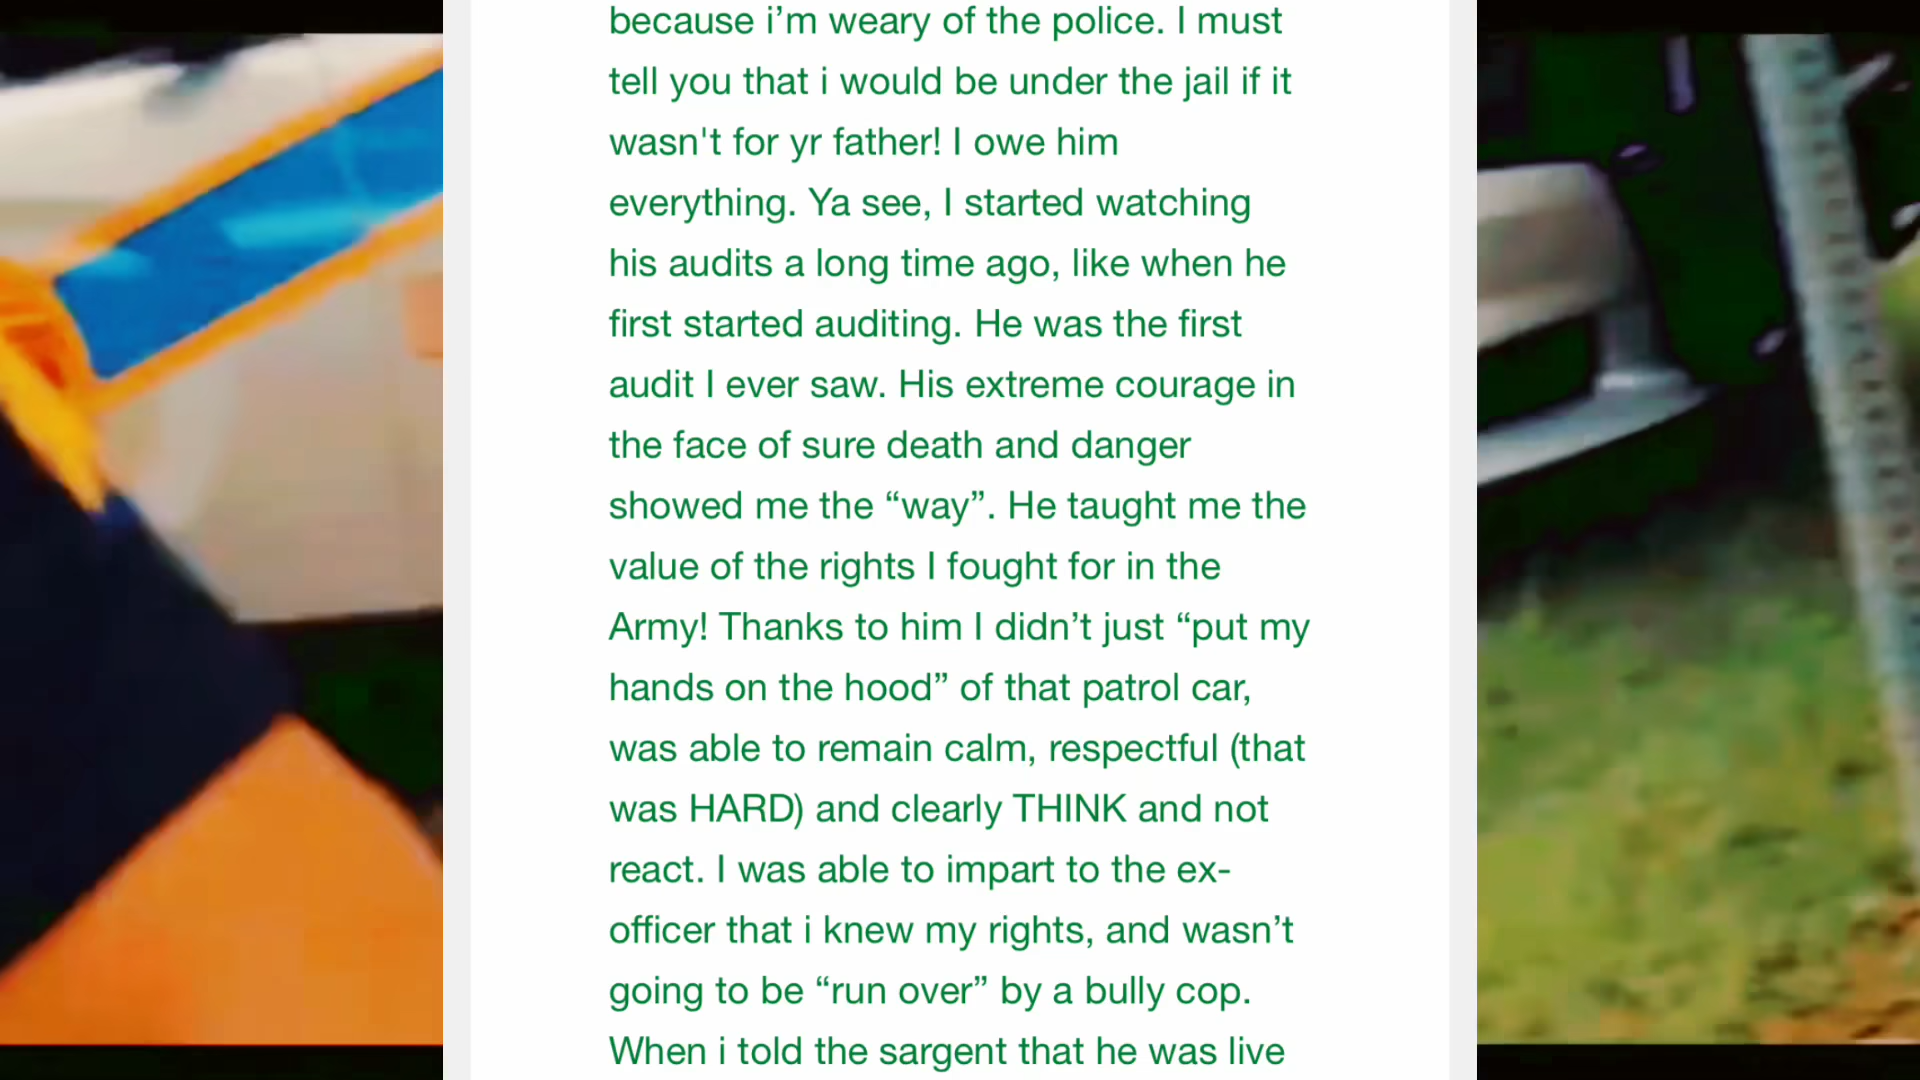 because i’m weary of the police. I must
tell you that i would be under the jail if it
wasn't for yr father! I owe him
everything. Ya see, I started watching
his audits a long time ago, like when he
first started auditing. He was the first
audit I ever saw. His extreme courage in
the face of sure death and danger
showed me the “way”. He taught me the
value of the rights I fought for in the
Army! Thanks to him I didn’t just “put my
hands on the hood” of that patrol car,
was able to remain calm, respectful (that
was HARD) and clearly THINK and not
react. I was able to impart to the ex-
officer that i knew my rights, and wasn’t
going to be “run over” by a bully cop.
When i told the sargent that he was live